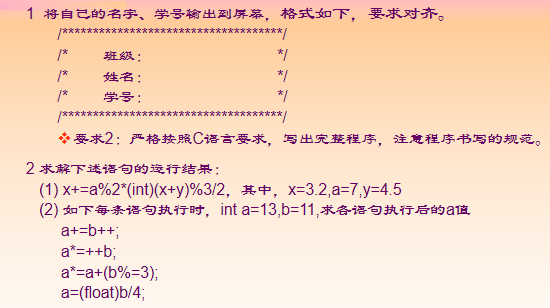 1 将自己的名字、学号输出到屏幕，格式如下，要求对齐。
/************************************/
/* 班级： */
/* 姓名： */
/* 学号： */
/************************************/
❖要求2：严格按照C语言要求，写出完整程序，注意程序书写的规范。
2 求解下述语句的运行结果：
(1) x+=a%2*(int)(x+y)%3/2，其中，x=3.2,a=7,y=4.5
(2) 如下每条语句执行时，int a=13,b=11,求各语句执行后的a值
a+=b++;
a*=++b;
a*=a+(b%=3);
a=(float)b/4;